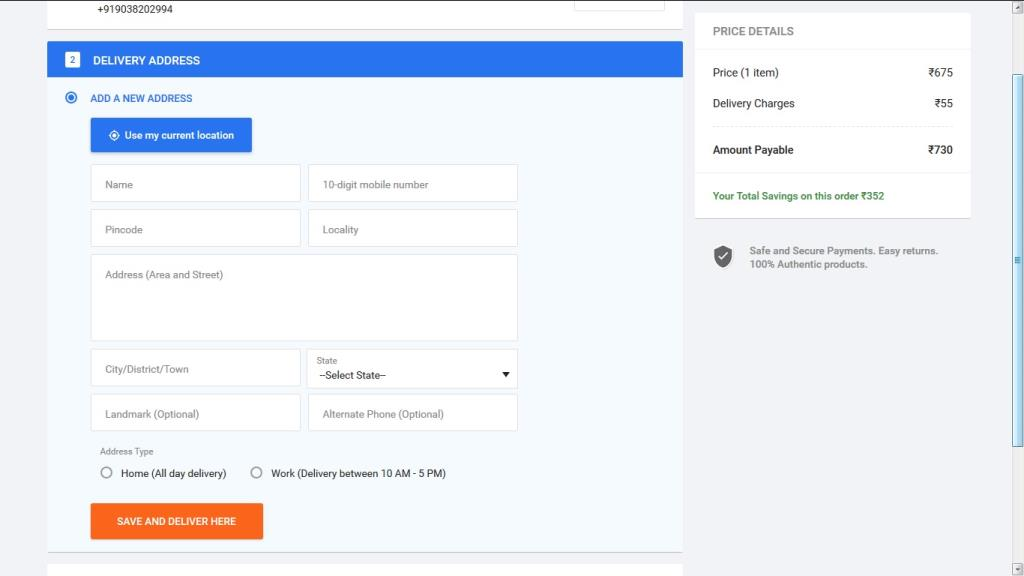 +919038202994
2 DELIVERY ADDRESS
ADD A NEW ADDRESS
Use my current location
Name
10-digit mobile number
Pincode
Locality
Address (Area and Street)
City/District/Town
State
--Select State--
Landmark (Optional)
Alternate Phone (Optional)
Address Type
Home (All day delivery)
Work (Delivery between 10 AM - 5 PM)
SAVE AND DELIVER HERE
PRICE DETAILS
Price (1 item) ₹675
Delivery Charges ₹55
Amount Payable ₹730
Your Total Savings on this order ₹352
Safe and Secure Payments. Easy returns.
100% Authentic products.